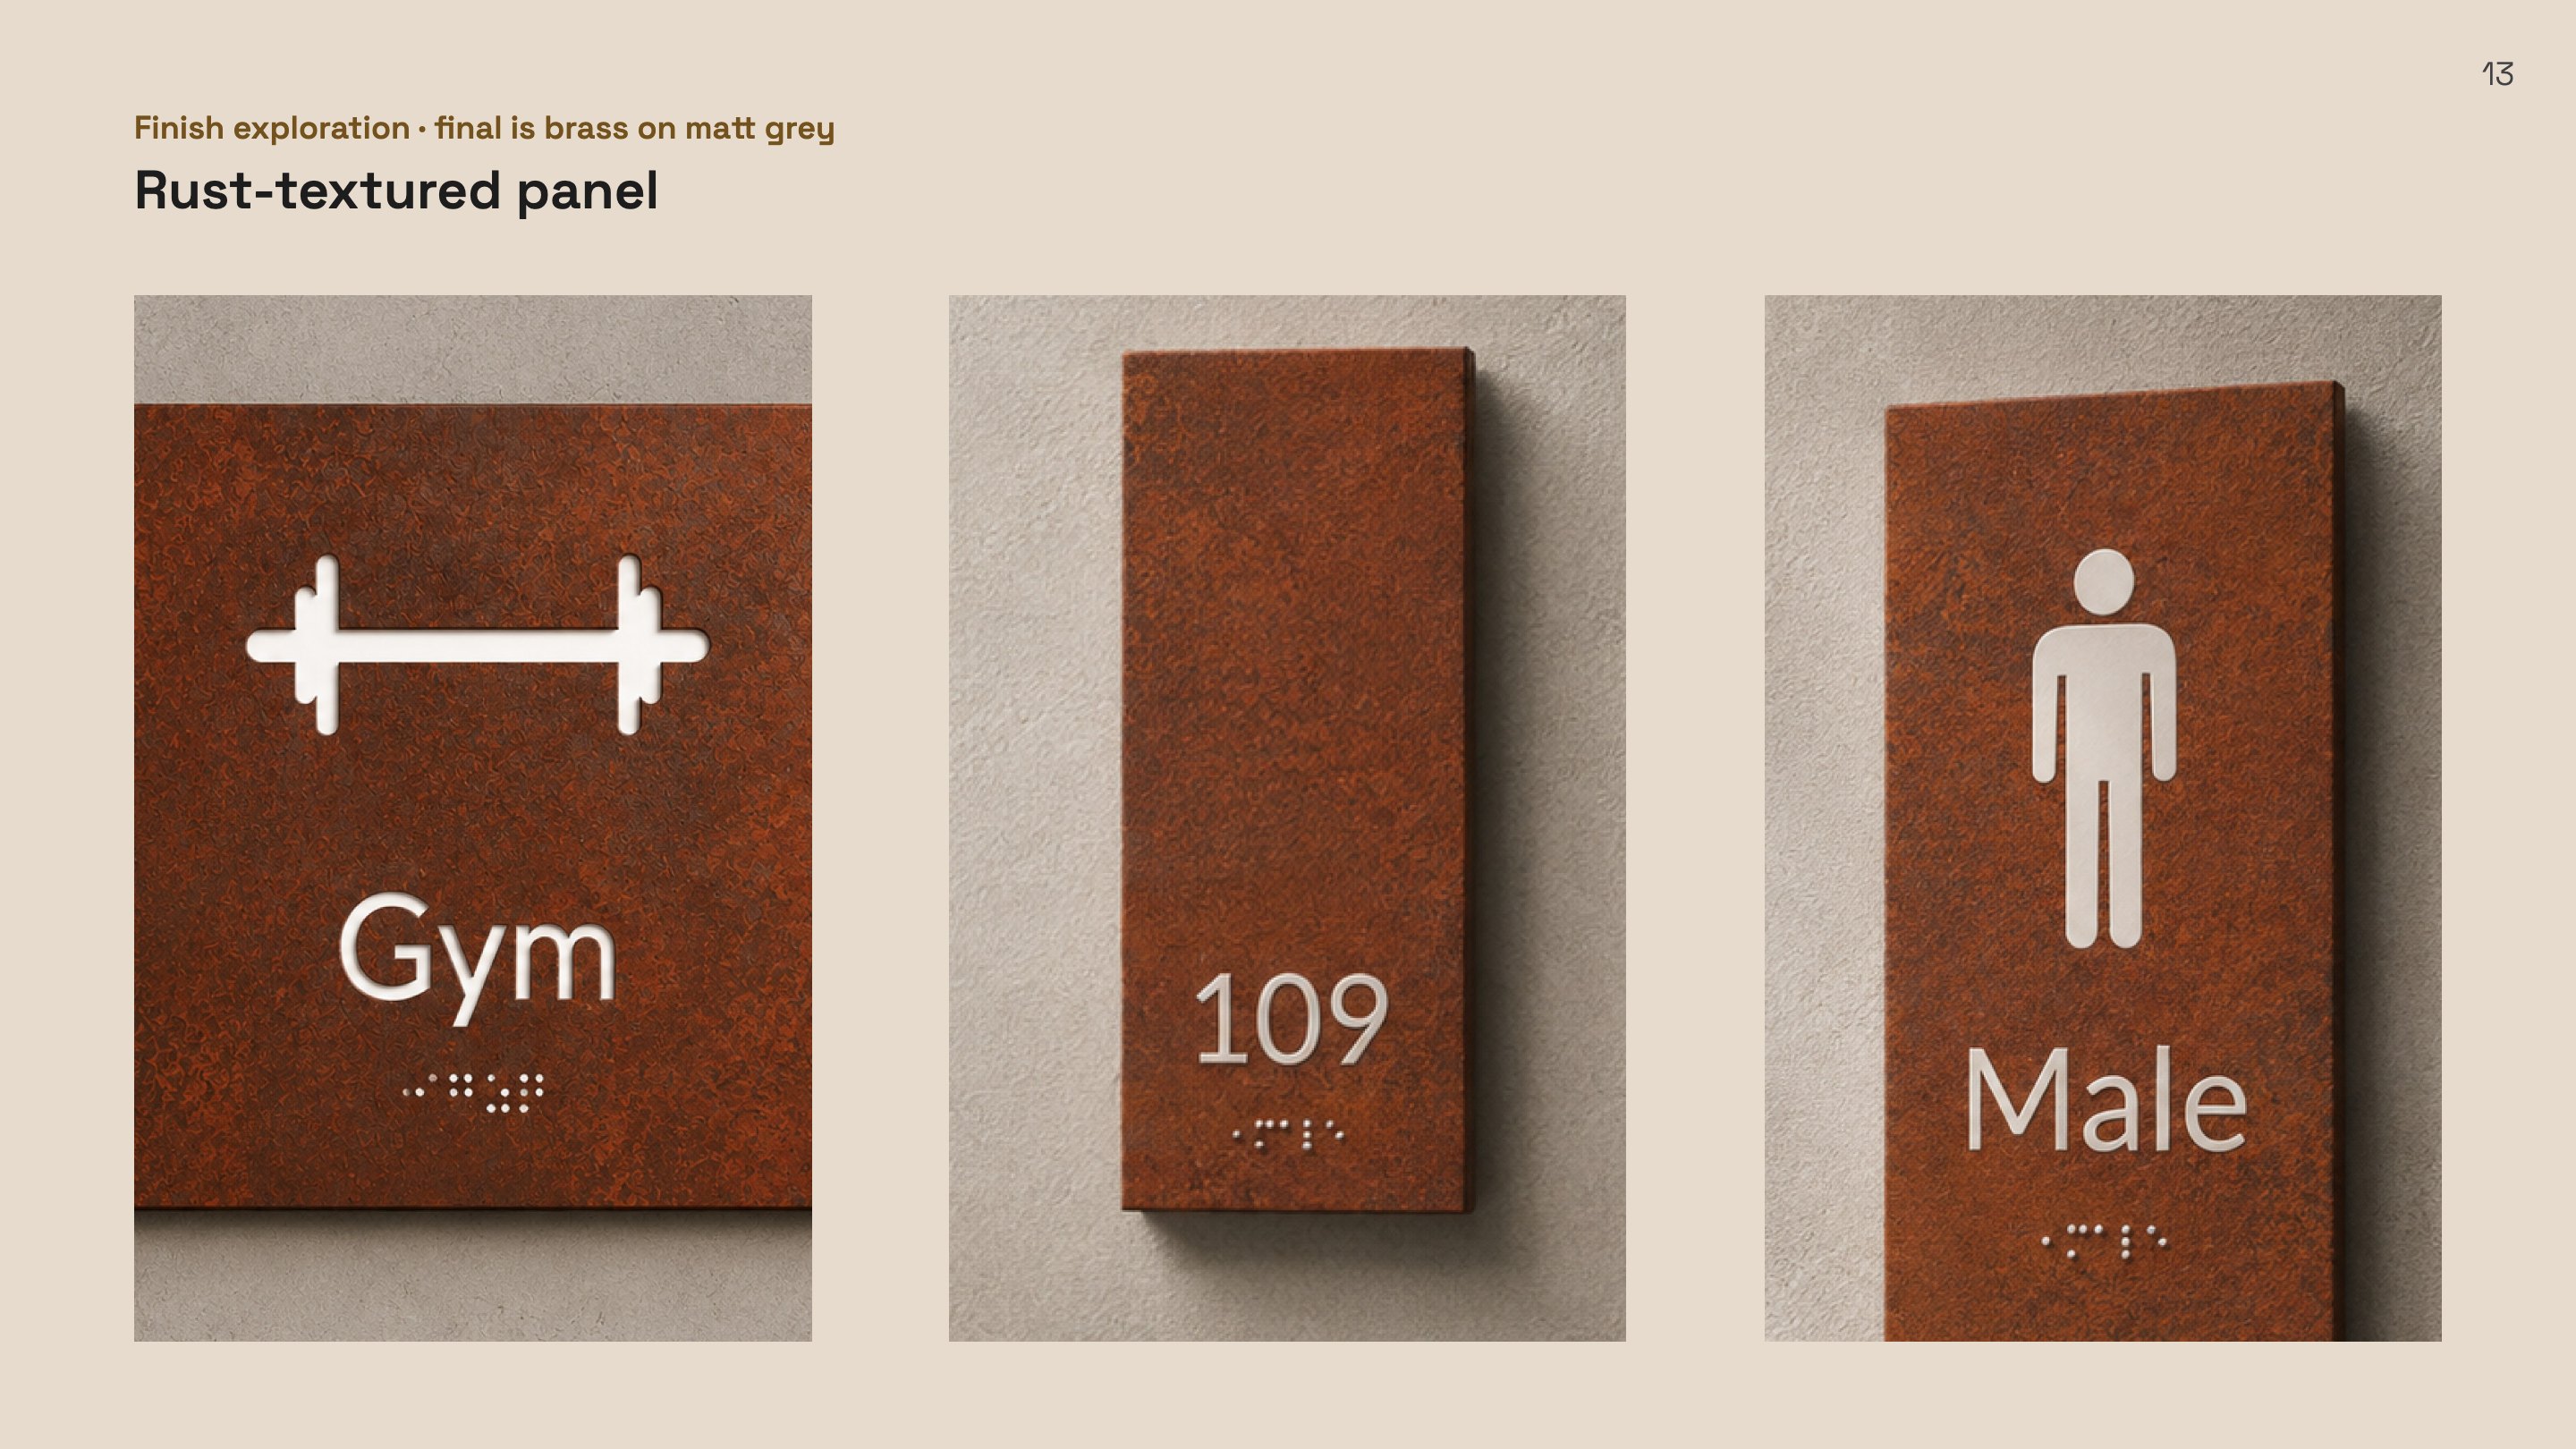 13
Finish exploration · final is brass on matt grey
Rust-textured panel
Gym
109
Male